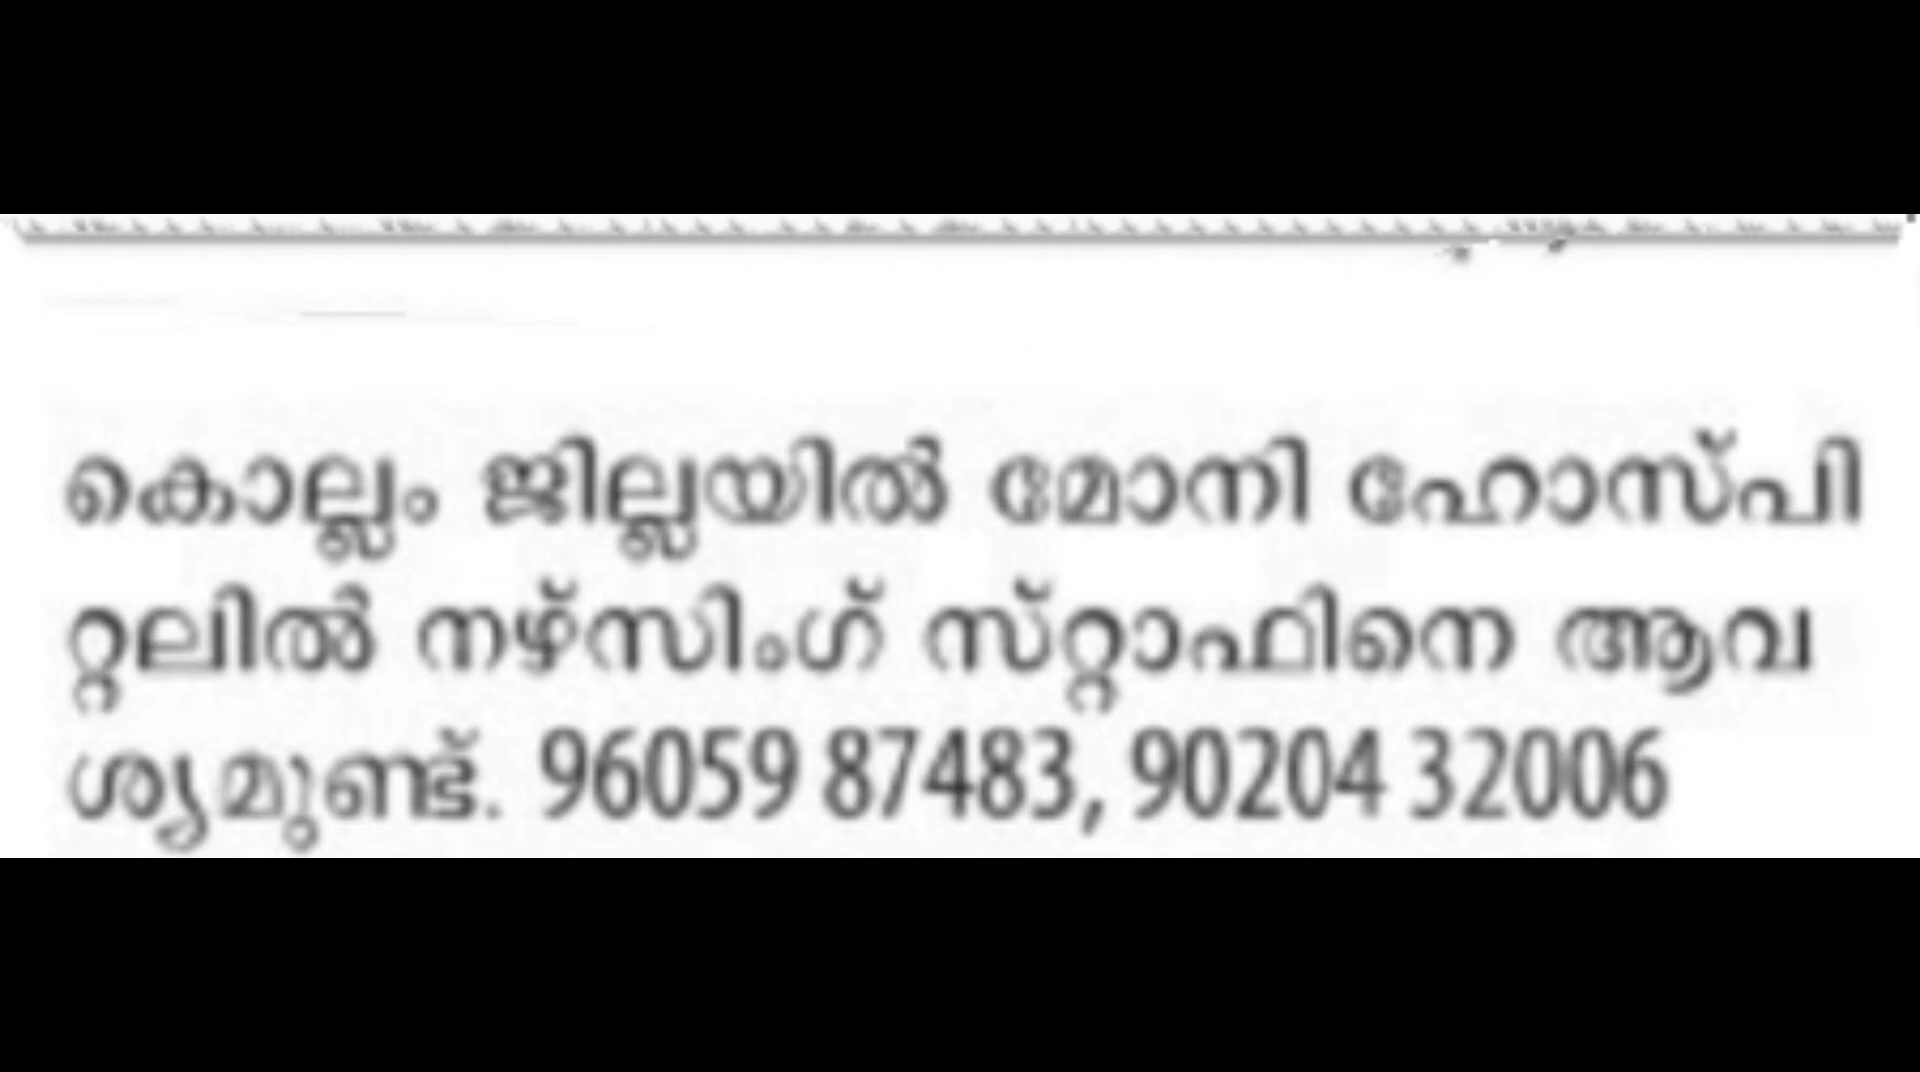 കൊല്ലം ജില്ലയിൽ മോനി ഹോസ്പി
റ്റലിൽ നഴ്സിംഗ് സ്റ്റാഫിനെ ആവ
ശ്യമുണ്ട്. 96059 87483, 90204 32006